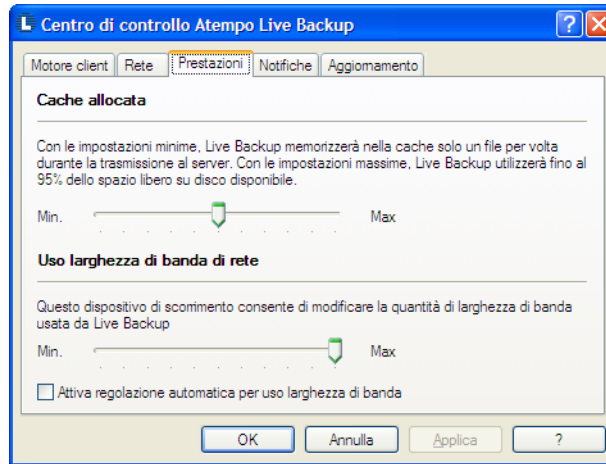 Centro di controllo Atempo Live Backup
Motore client Rete Prestazioni Notifiche Aggiornamento
Cache allocata
Con le impostazioni minime, Live Backup memorizzerà nella cache solo un file per volta
durante la trasmissione al server. Con le impostazioni massime, Live Backup utilizzerà fino al
95% dello spazio libero su disco disponibile.
Min. Max
Uso larghezza di banda di rete
Questo dispositivo di scorrimento consente di modificare la quantità di larghezza di banda
usata da Live Backup
Min. Max
Attiva regolazione automatica per uso larghezza di banda
OK Annulla Applica ?